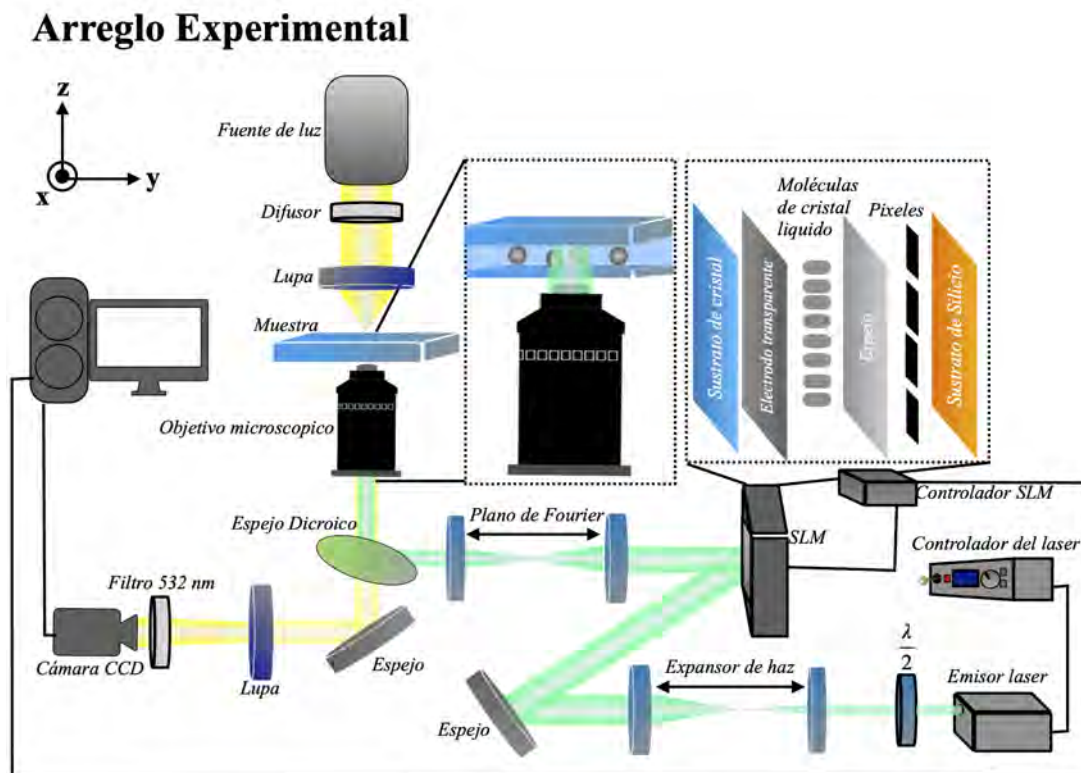 Arreglo Experimental
z
x
y
Fuente de luz
Difusor
Lupa
Muestra
Objetivo microscopico
Moléculas
de cristal
liquido
Pixeles
Sustrato de cristal
Electrodo transparente
Espejo
Sustrato de Silicio
Controlador SLM
Espejo Dicroico
Plano de Fourier
SLM
Controlador del laser
Filtro 532 nm
Cámara CCD
Lupa
Espejo
Espejo
Expansor de haz
λ
2
Emisor laser